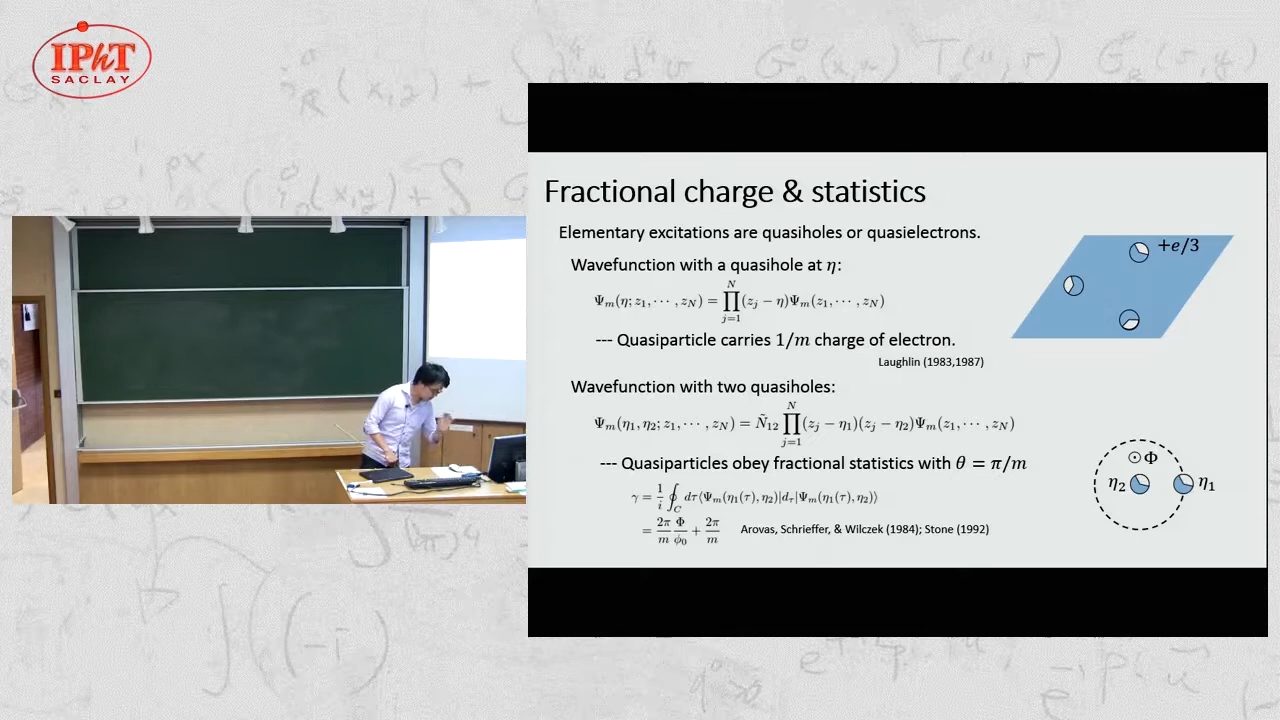 IPhT
SACLAY
Fractional charge & statistics
Elementary excitations are quasiholes or quasielectrons.
Wavefunction with a quasihole at η:
Ψ_m(η; z_1, ⋯ , z_N) = ∏_{j=1}^{N} (z_j − η)Ψ_m(z_1, ⋯ , z_N)
--- Quasiparticle carries 1/m charge of electron.
Laughlin (1983,1987)
+e/3
Wavefunction with two quasiholes:
Ψ_m(η_1, η_2; z_1, ⋯ , z_N) = Ñ_{12} ∏_{j=1}^{N} (z_j − η_1)(z_j − η_2)Ψ_m(z_1, ⋯ , z_N)
--- Quasiparticles obey fractional statistics with θ = π/m
γ = 1/i ∮_C dτ⟨Ψ_m(η_1(τ), η_2)|d_τ|Ψ_m(η_1(τ), η_2)⟩
= 2π/m Φ/ϕ_0 + 2π/m
Arovas, Schrieffer, & Wilczek (1984); Stone (1992)
⊙Φ
η_2
η_1